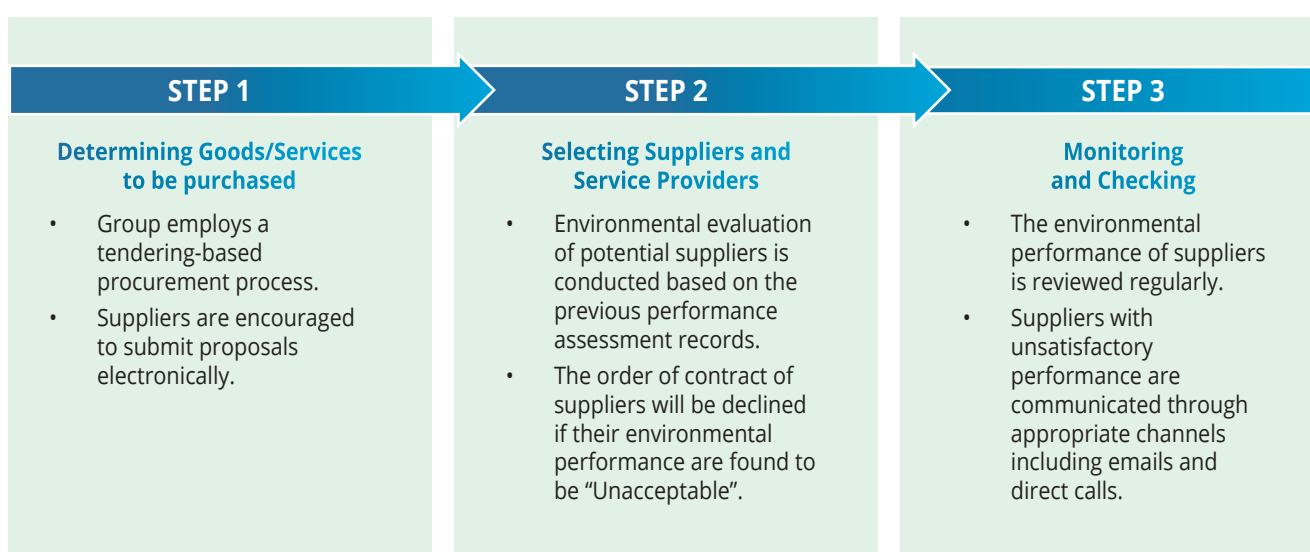 STEP 1
Determining Goods/Services
to be purchased
• Group employs a
tendering-based
procurement process.
• Suppliers are encouraged
to submit proposals
electronically.
STEP 2
Selecting Suppliers and
Service Providers
• Environmental evaluation
of potential suppliers is
conducted based on the
previous performance
assessment records.
• The order of contract of
suppliers will be declined
if their environmental
performance are found to
be “Unacceptable”.
STEP 3
Monitoring
and Checking
• The environmental
performance of suppliers
is reviewed regularly.
• Suppliers with
unsatisfactory
performance are
communicated through
appropriate channels
including emails and
direct calls.